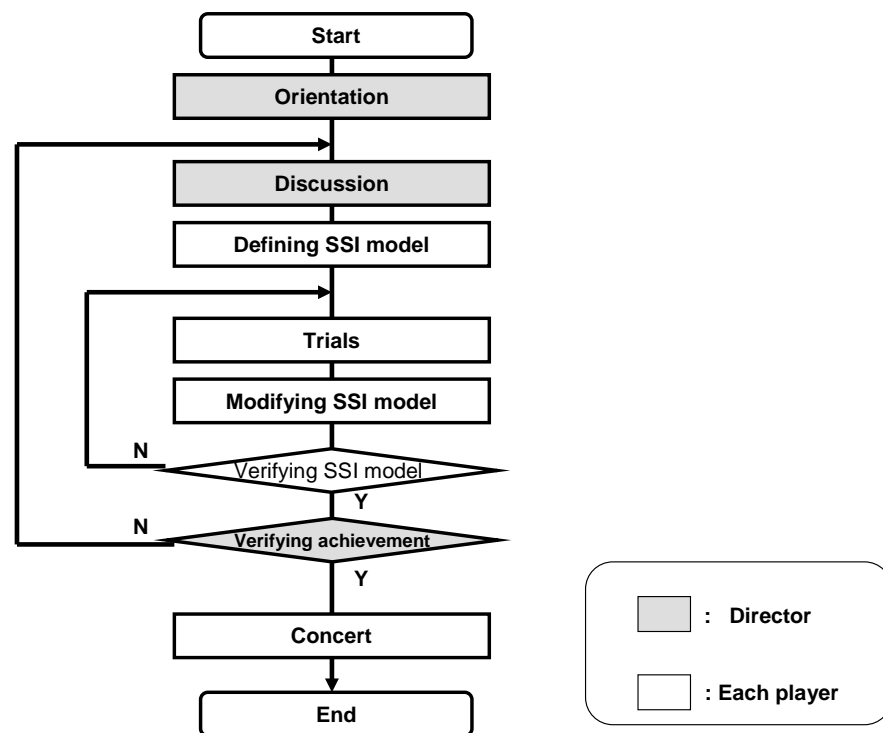 Start
Orientation
Discussion
Defining SSI model
Trials
Modifying SSI model
N
Verifying SSI model
Y
N
Verifying achievement
Y
Concert
End
: Director
: Each player